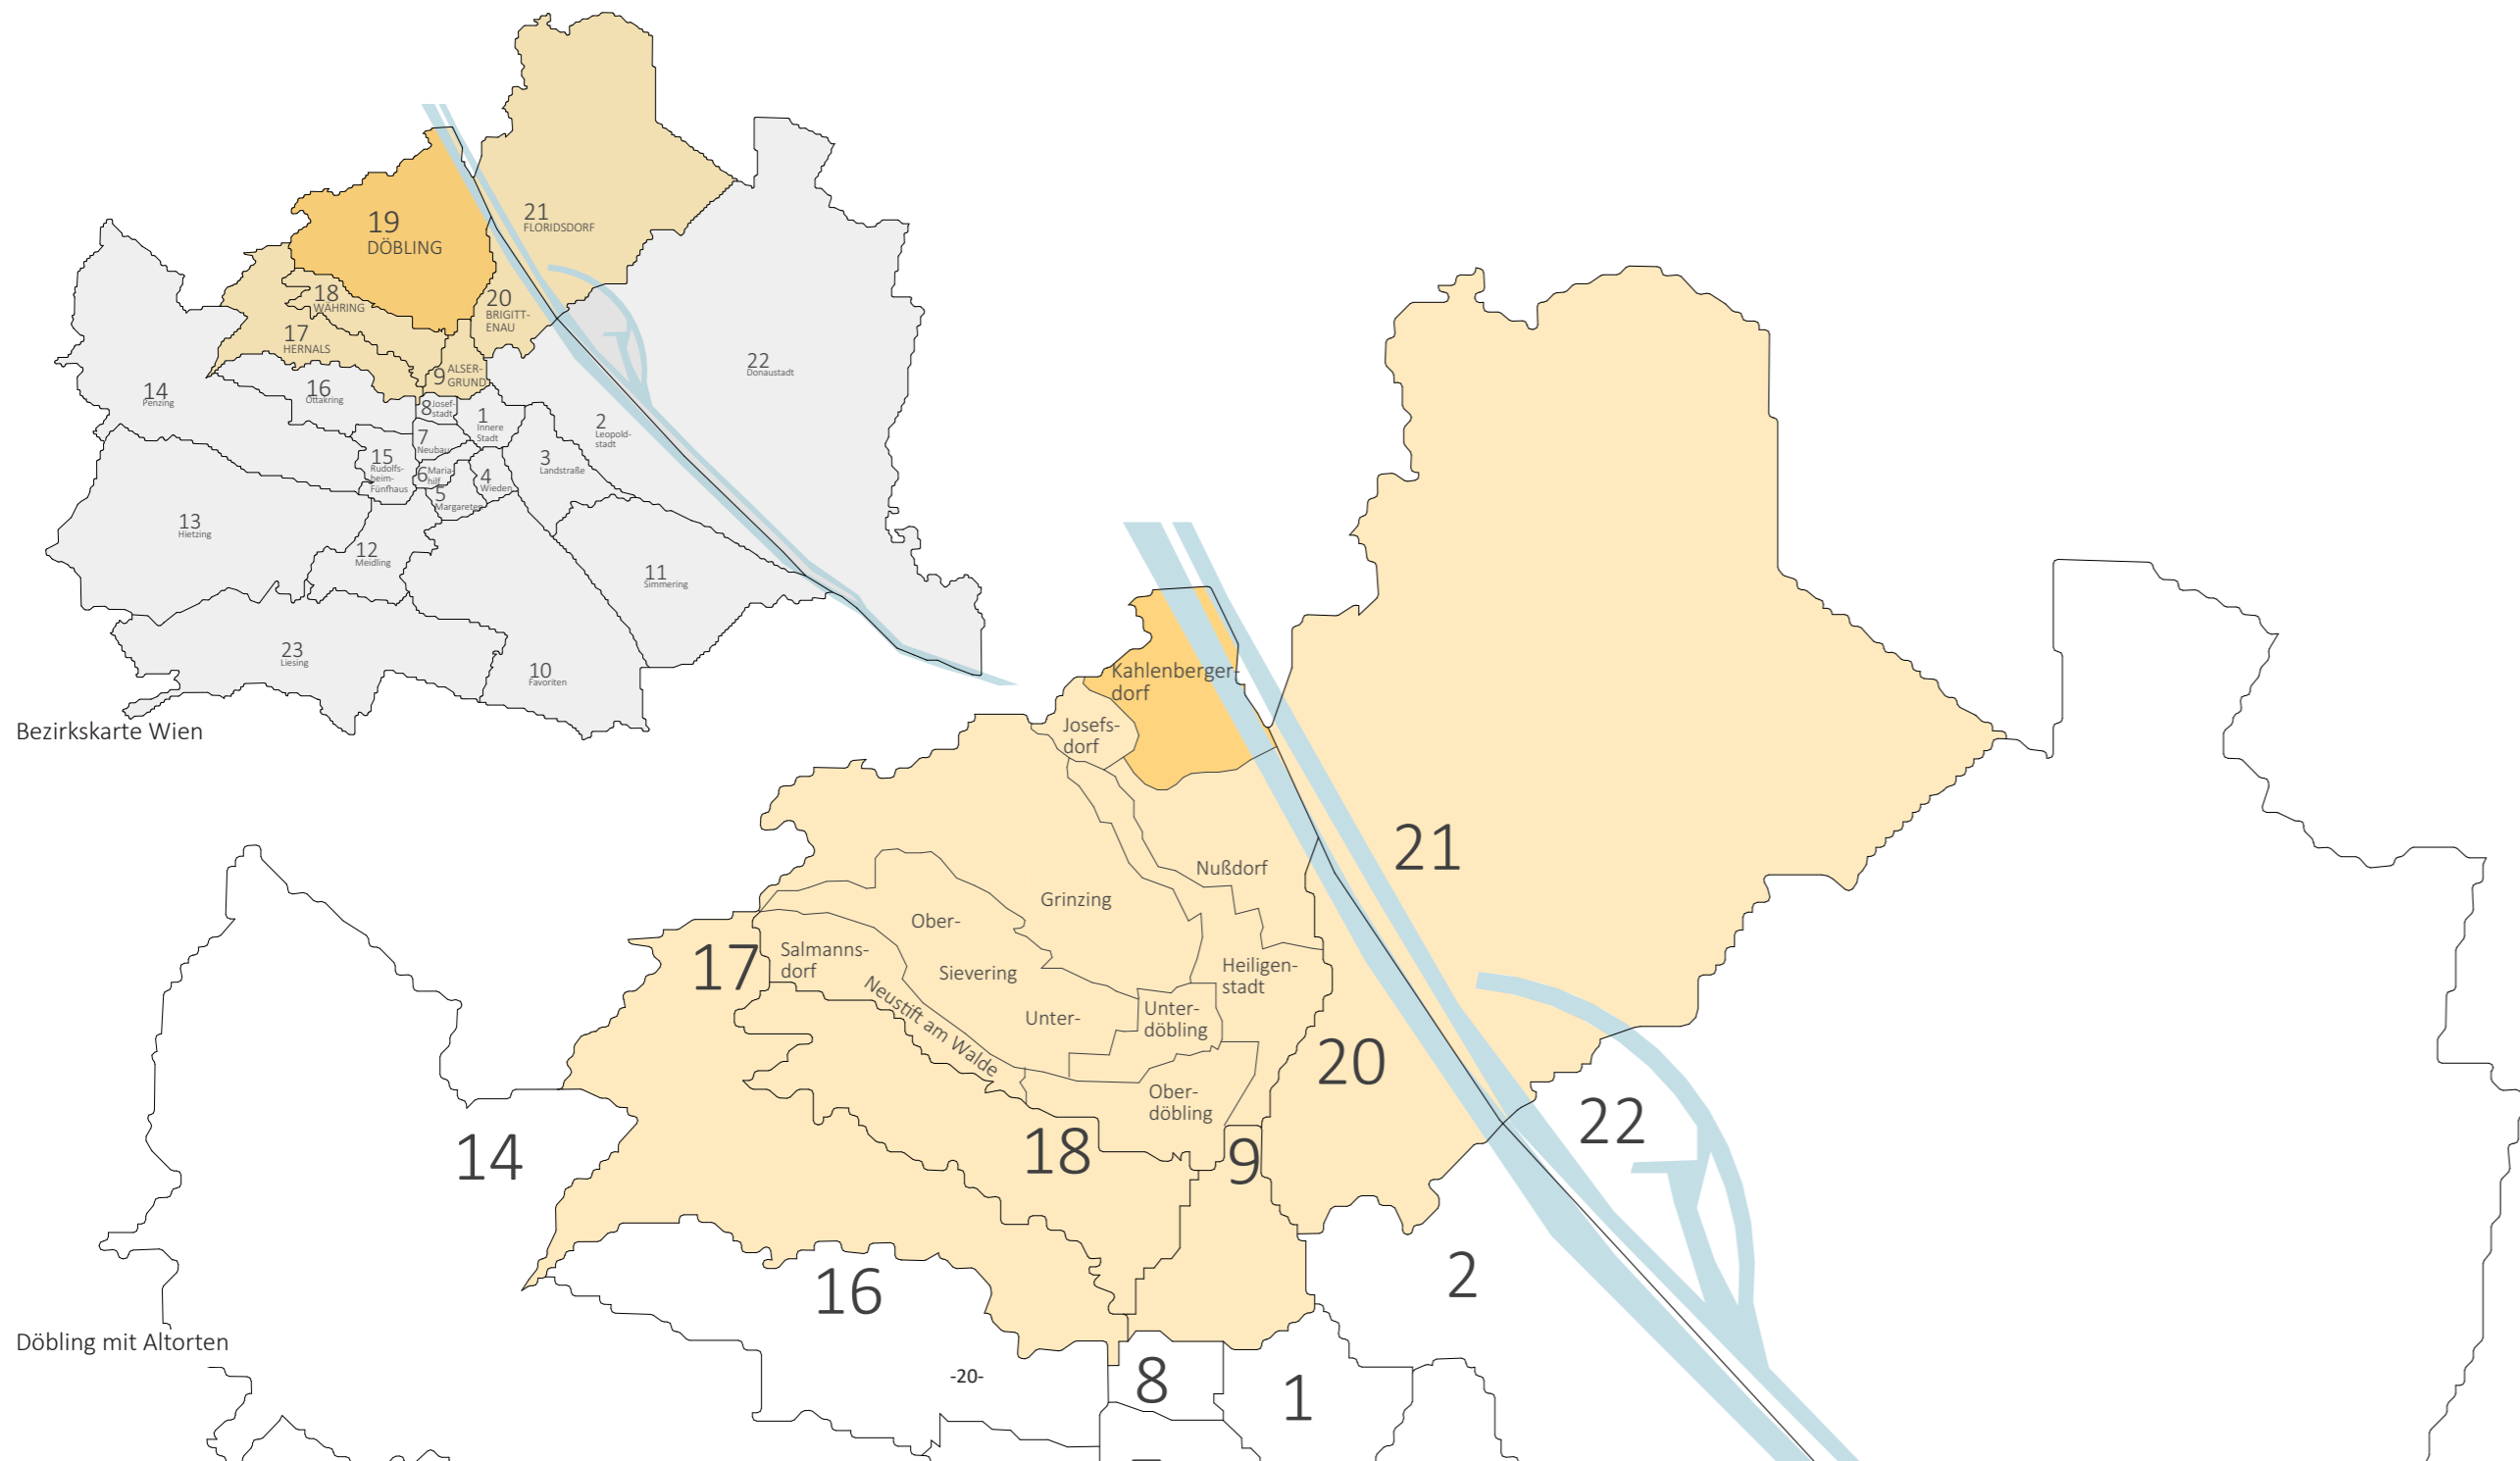 19
DÖBLING
21
FLORIDSDORF
18
WÄHRING
20
BRIGITT-
ENAU
17
HERNALS
9
ALSER-
GRUND
22
Donaustadt
14
Penzing
16
Ottakring
8
Josef-
stadt
1
Innere
Stadt
2
Leopold-
stadt
7
Neubau
15
Rudolfs-
heim-
Fünfhaus
6
Maria-
hilf
4
Wieden
3
Landstraße
5
Margareten
13
Hietzing
12
Meidling
11
Simmering
23
Liesing
10
Favoriten
Bezirkskarte Wien
Kahlenberger-
dorf
Josefs-
dorf
21
Nußdorf
Grinzing
Ober-
17
Salmanns-
dorf
Sievering
Heiligen-
stadt
Neustift am Walde
Unter-
Unter-
döbling
20
Ober-
döbling
22
14
18
9
16
2
Döbling mit Altorten
-20-
8
1